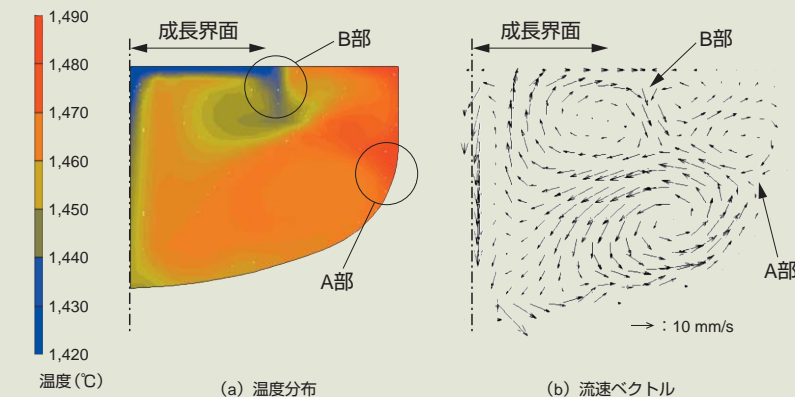 1,490
1,480
1,470
1,460
1,450
1,440
1,430
1,420
温度(℃)
成長界面
B部
A部
(a) 温度分布
成長界面
B部
A部
:10 mm/s
(b) 流速ベクトル